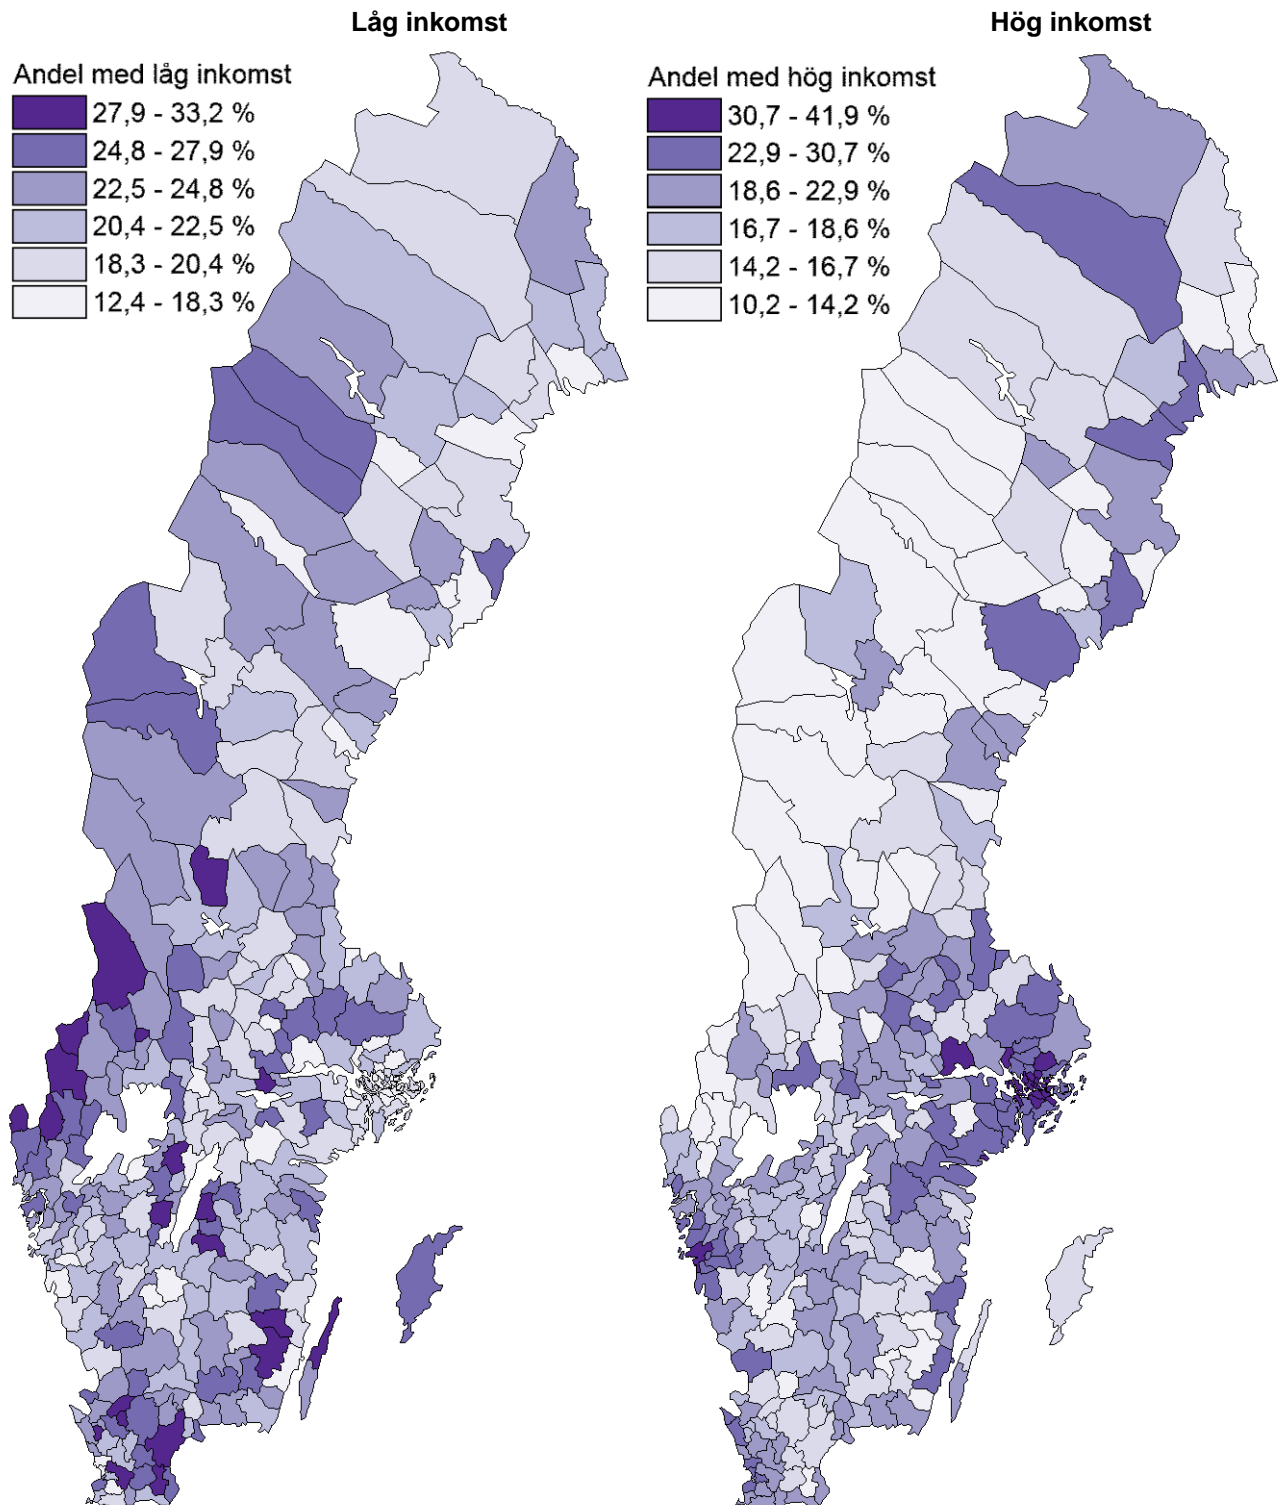 Låg inkomst
Andel med låg inkomst
27,9 - 33,2 %
24,8 - 27,9 %
22,5 - 24,8 %
20,4 - 22,5 %
18,3 - 20,4 %
12,4 - 18,3 %
Hög inkomst
Andel med hög inkomst
30,7 - 41,9 %
22,9 - 30,7 %
18,6 - 22,9 %
16,7 - 18,6 %
14,2 - 16,7 %
10,2 - 14,2 %